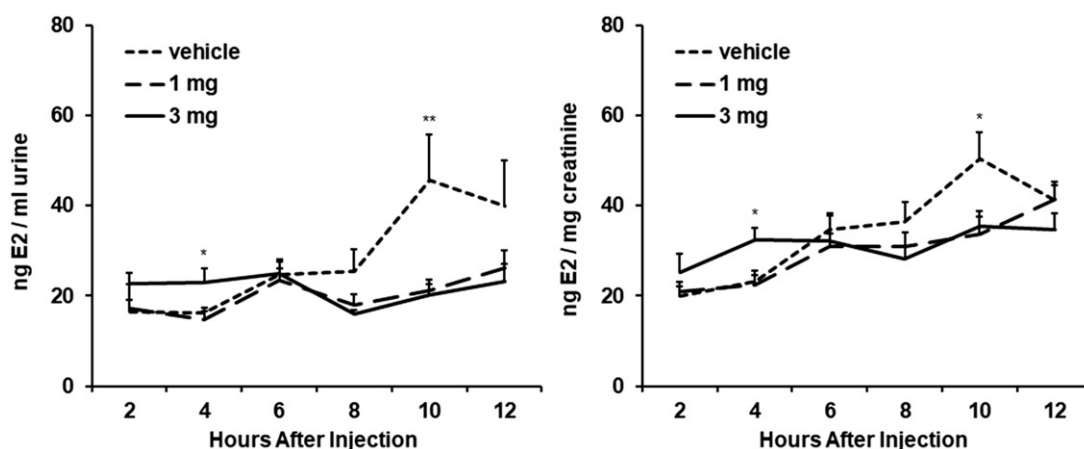 80
60
40
20
0
ng E2 / ml urine
vehicle
1 mg
3 mg
*
**
2 4 6 8 10 12
Hours After Injection
80
60
40
20
0
ng E2 / mg creatinine
vehicle
1 mg
3 mg
*
*
2 4 6 8 10 12
Hours After Injection